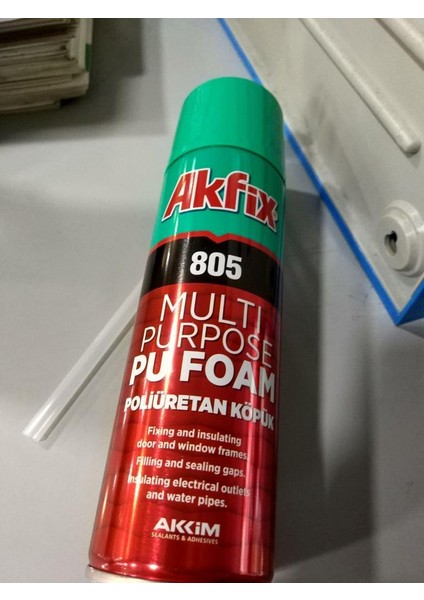 Akfix
805
MULTI
PURPOSE
PU FOAM
POLİÜRETAN KÖPÜK
Fixing and insulating
door and window frames.
Filling and sealing gaps.
Insulating electrical outlets
and water pipes.
AKKİM
SEALANTS & ADHESIVES